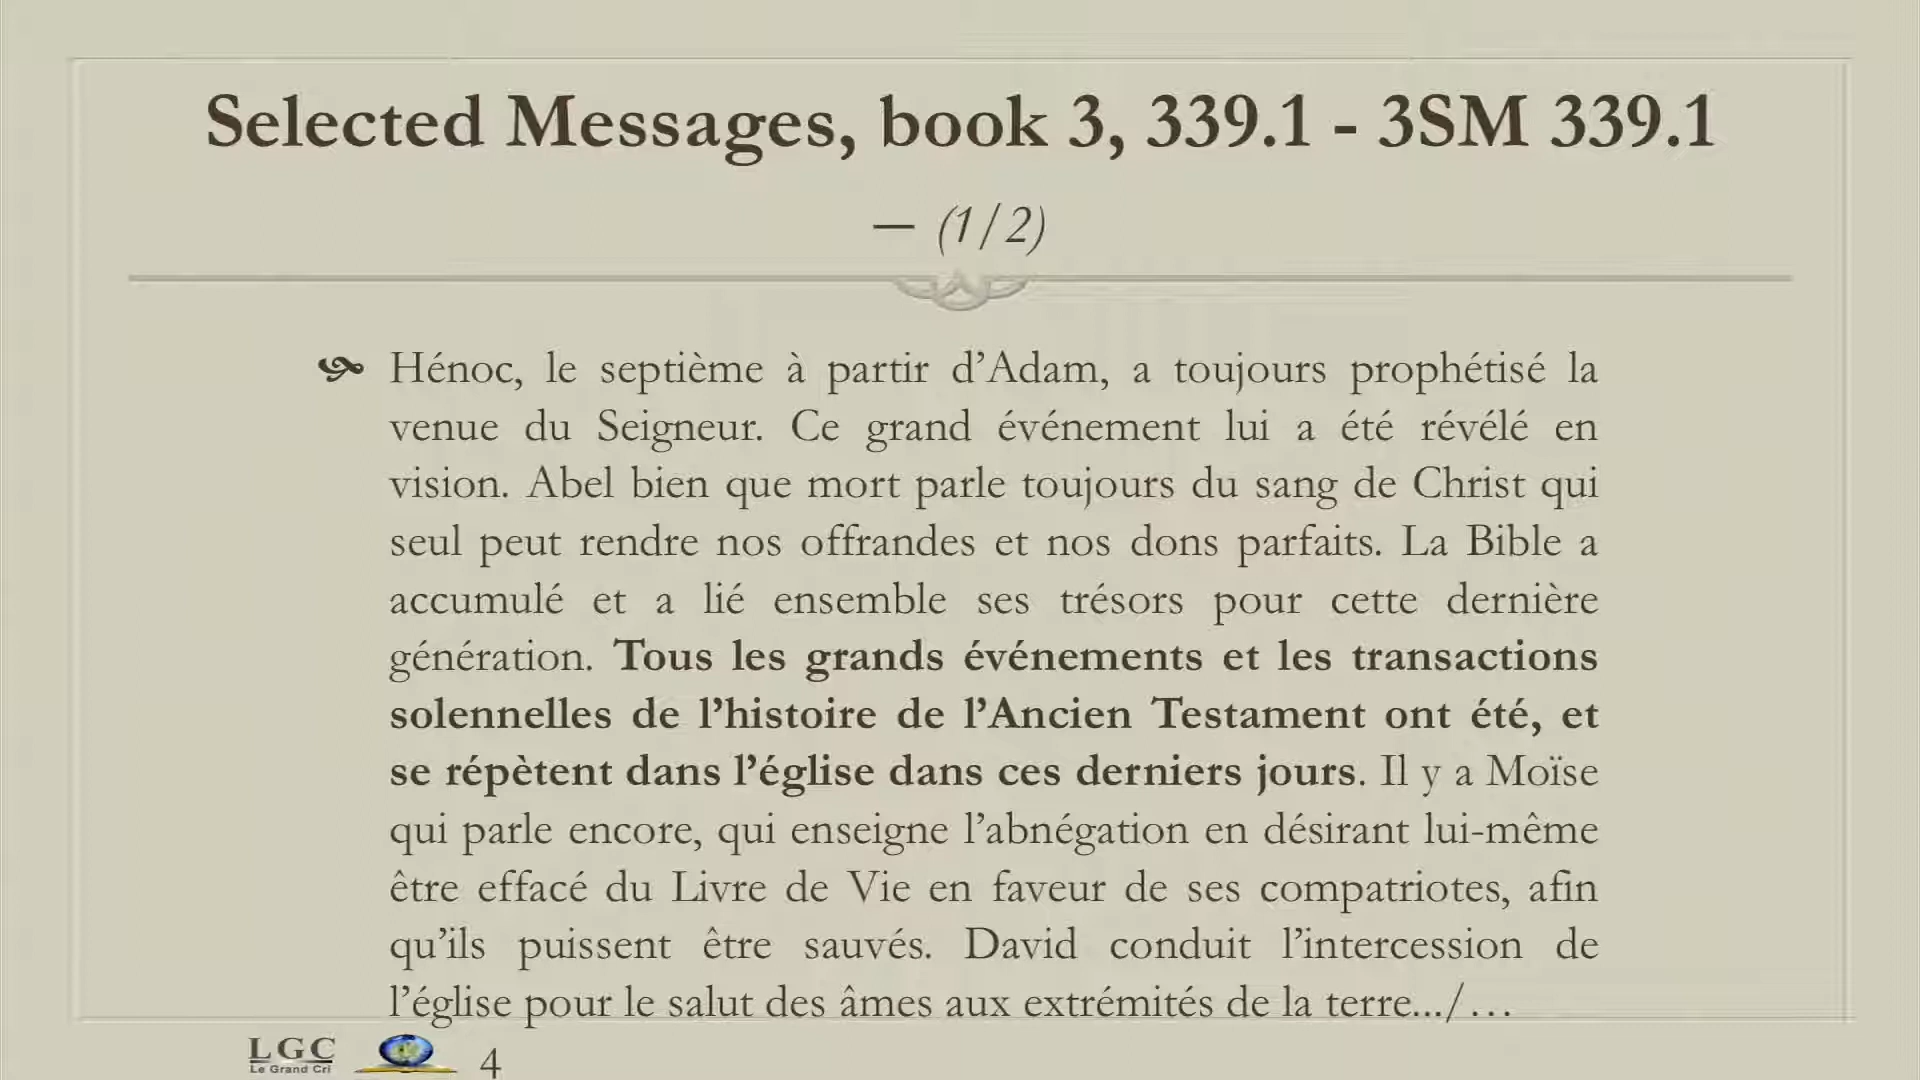 Selected Messages, book 3, 339.1 - 3SM 339.1
— (1/2)
Hénoc, le septième à partir d’Adam, a toujours prophétisé la
venue du Seigneur. Ce grand événement lui a été révélé en
vision. Abel bien que mort parle toujours du sang de Christ qui
seul peut rendre nos offrandes et nos dons parfaits. La Bible a
accumulé et a lié ensemble ses trésors pour cette dernière
génération. Tous les grands événements et les transactions
solennelles de l’histoire de l’Ancien Testament ont été, et
se répètent dans l’église dans ces derniers jours. Il y a Moïse
qui parle encore, qui enseigne l’abnégation en désirant lui-même
être effacé du Livre de Vie en faveur de ses compatriotes, afin
qu’ils puissent être sauvés. David conduit l’intercession de
l’église pour le salut des âmes aux extrémités de la terre.../…
LGC
Le Grand Cri
4